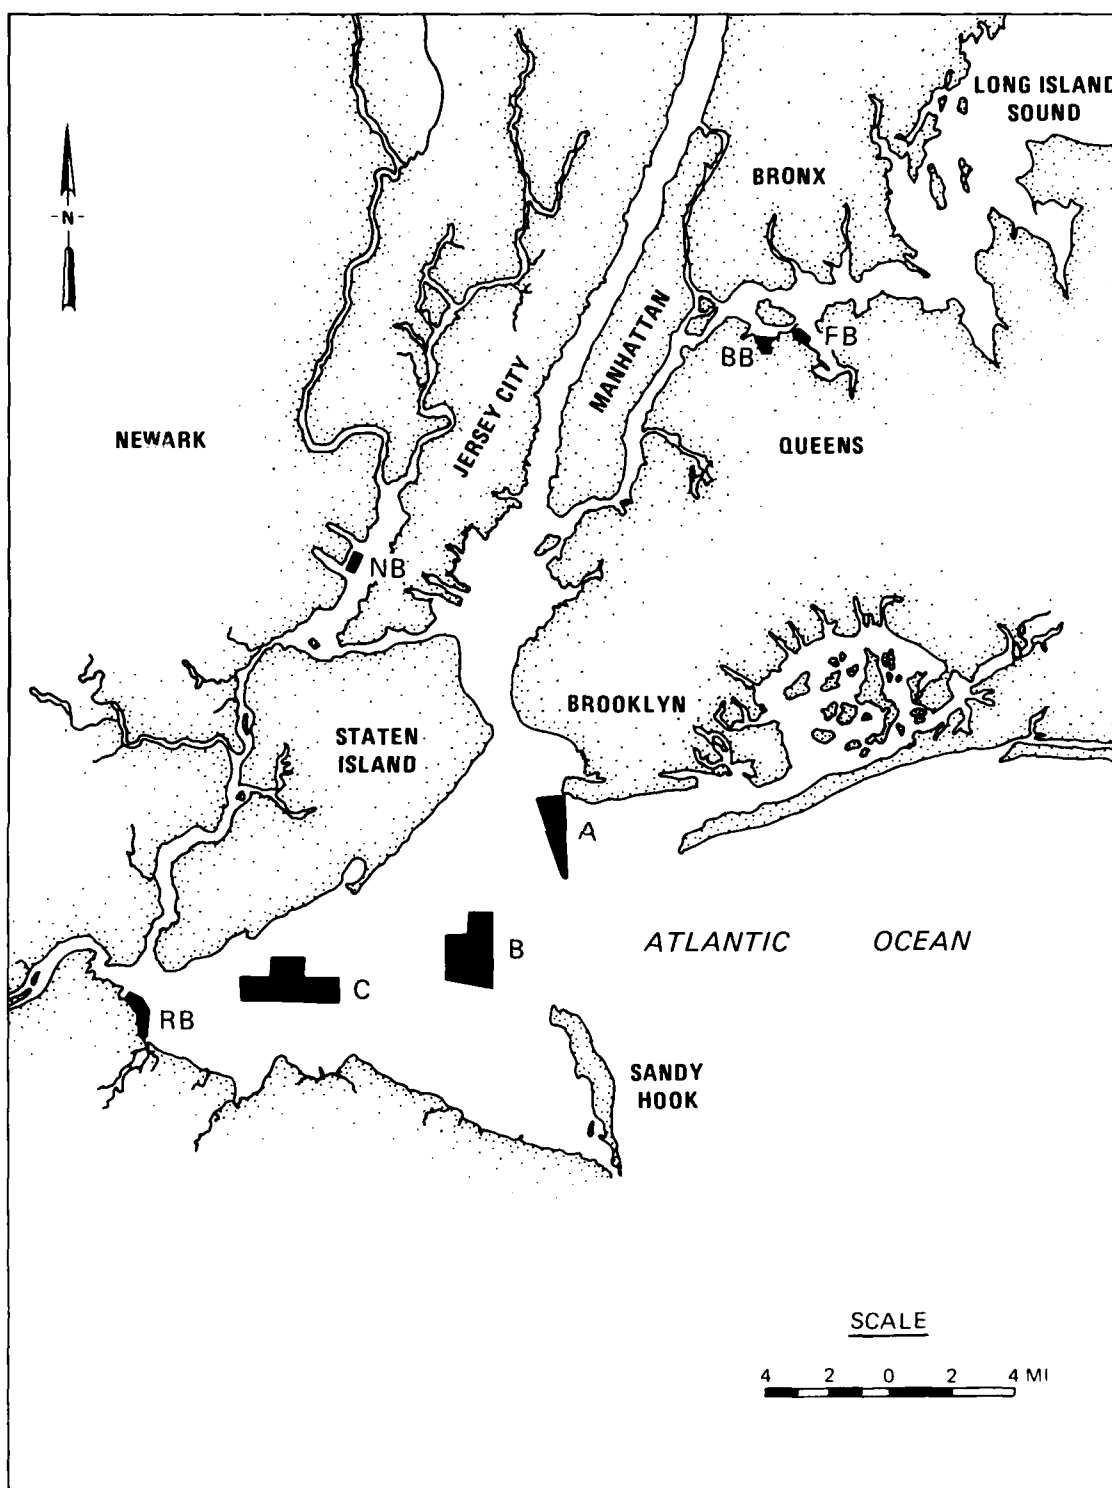 LONG ISLAND
SOUND
BRONX
-N-
MANHATTAN
FB
BB
JERSEY CITY
NEWARK
QUEENS
NB
BROOKLYN
STATEN
ISLAND
A
B
ATLANTIC OCEAN
C
RB
SANDY
HOOK
SCALE
4 2 0 2 4 MI